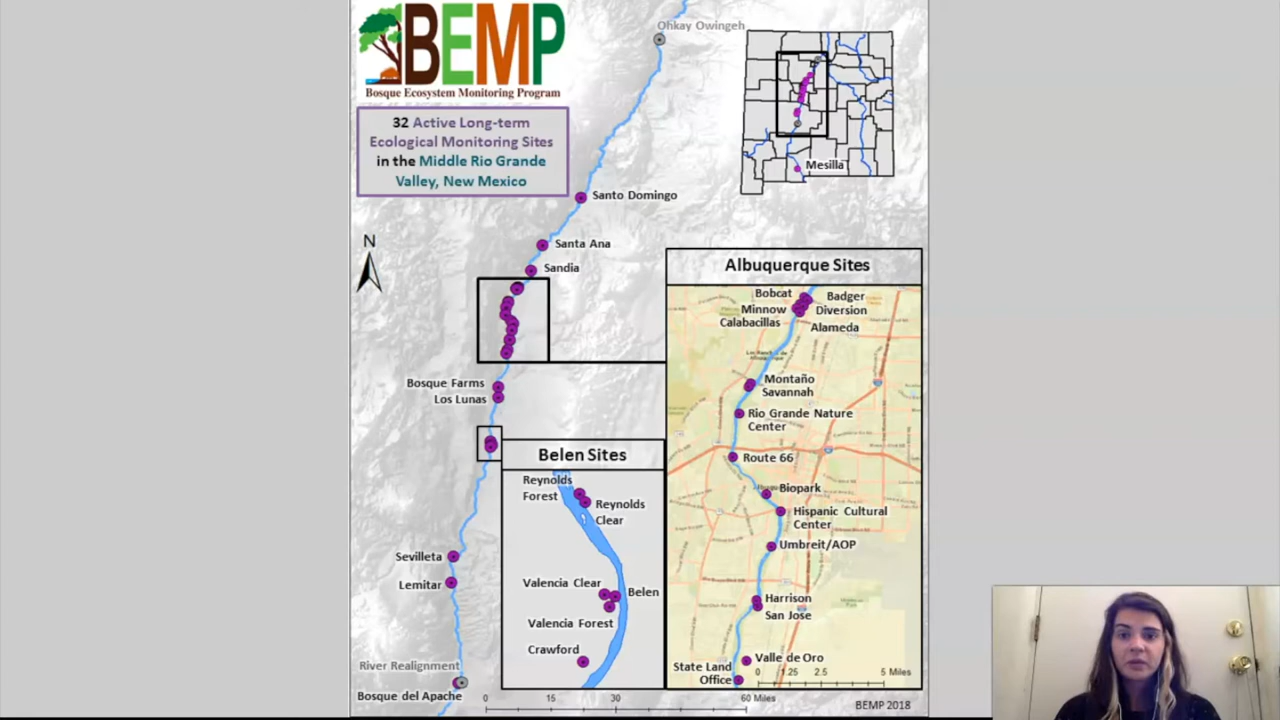 BEMP
Bosque Ecosystem Monitoring Program
32 Active Long-term
Ecological Monitoring Sites
in the Middle Rio Grande
Valley, New Mexico
N
Ohkay Owingeh
Mesilla
Santo Domingo
Santa Ana
Sandia
Bosque Farms
Los Lunas
Sevilleta
Lemitar
River Realignment
Bosque del Apache
Belen Sites
Reynolds
Forest
Reynolds
Clear
Valencia Clear
Belen
Valencia Forest
Crawford
0 15 30 60 Miles
Albuquerque Sites
Bobcat
Badger
Minnow
Diversion
Calabacillas
Alameda
Montaño
Savannah
Rio Grande Nature
Center
Route 66
Biopark
Hispanic Cultural
Center
Umbreit/AOP
Harrison
San Jose
Valle de Oro
State Land
Office
0 1.25 2.5 5 Miles
BEMP 2018